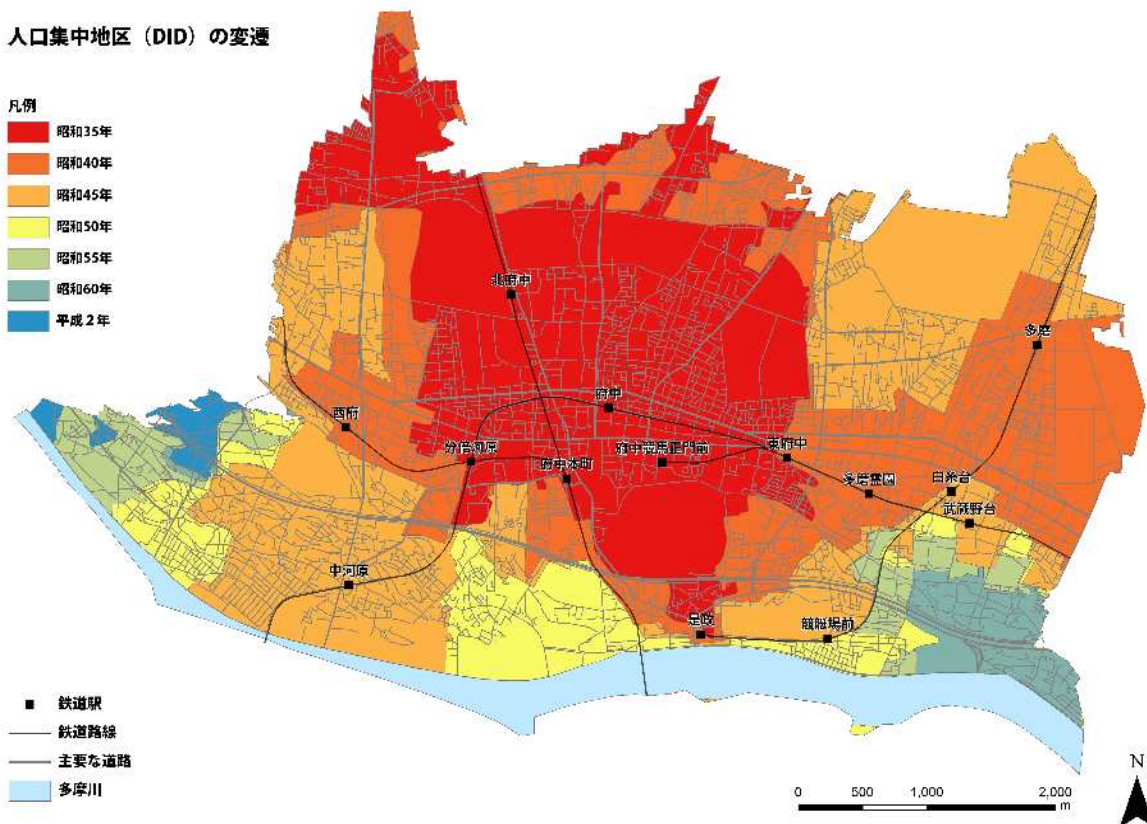 人口集中地区（DID）の変遷
凡例
昭和35年
昭和40年
昭和45年
昭和50年
昭和55年
昭和60年
平成２年
北府中
多磨
府中
西府
分倍河原
府中本町
府中競馬正門前
東府中
多磨霊園
白糸台
武蔵野台
中河原
是政
競艇場前
鉄道駅
鉄道路線
主要な道路
多摩川
N
0 500 1,000 2,000
m